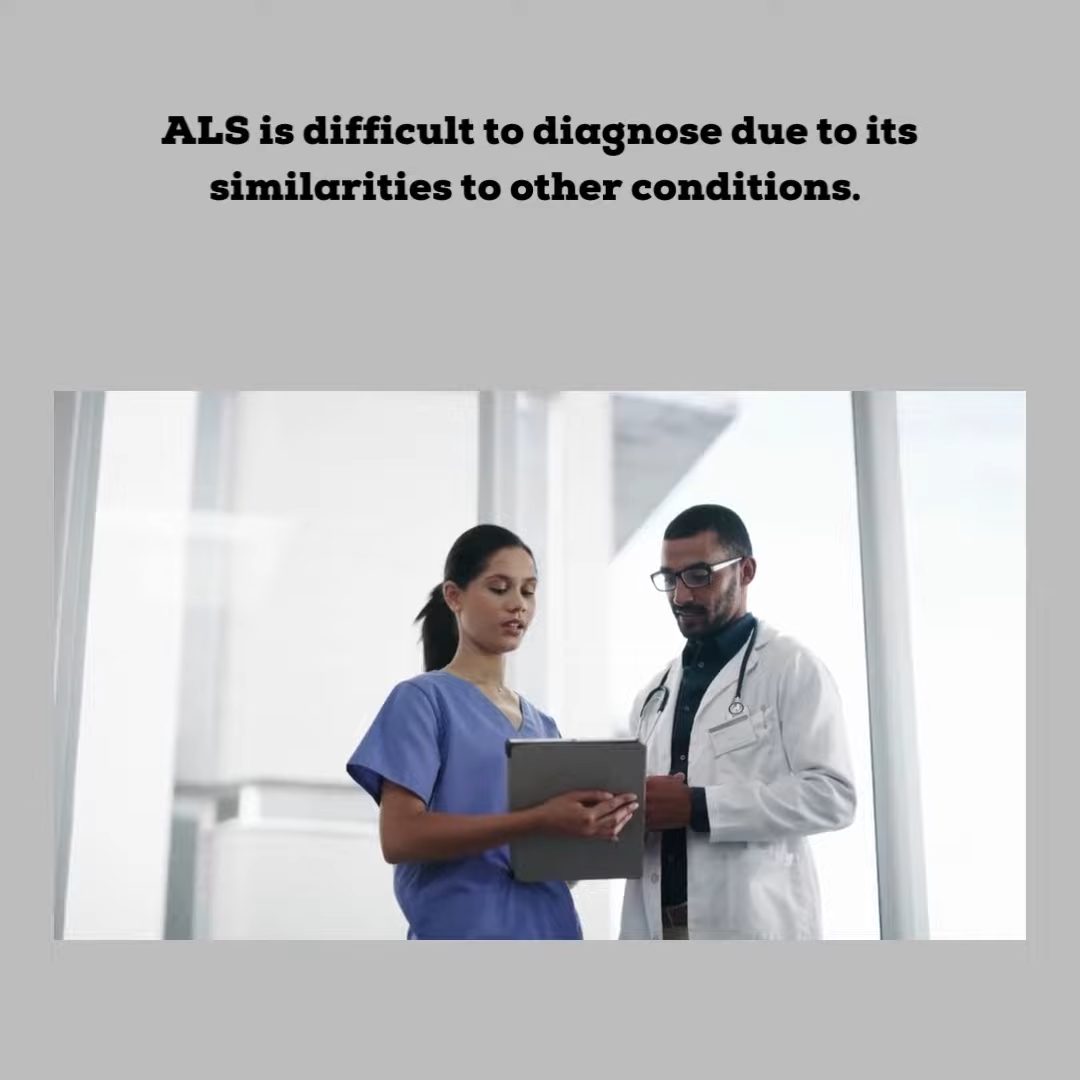 ALS is difficult to diagnose due to its
similarities to other conditions.